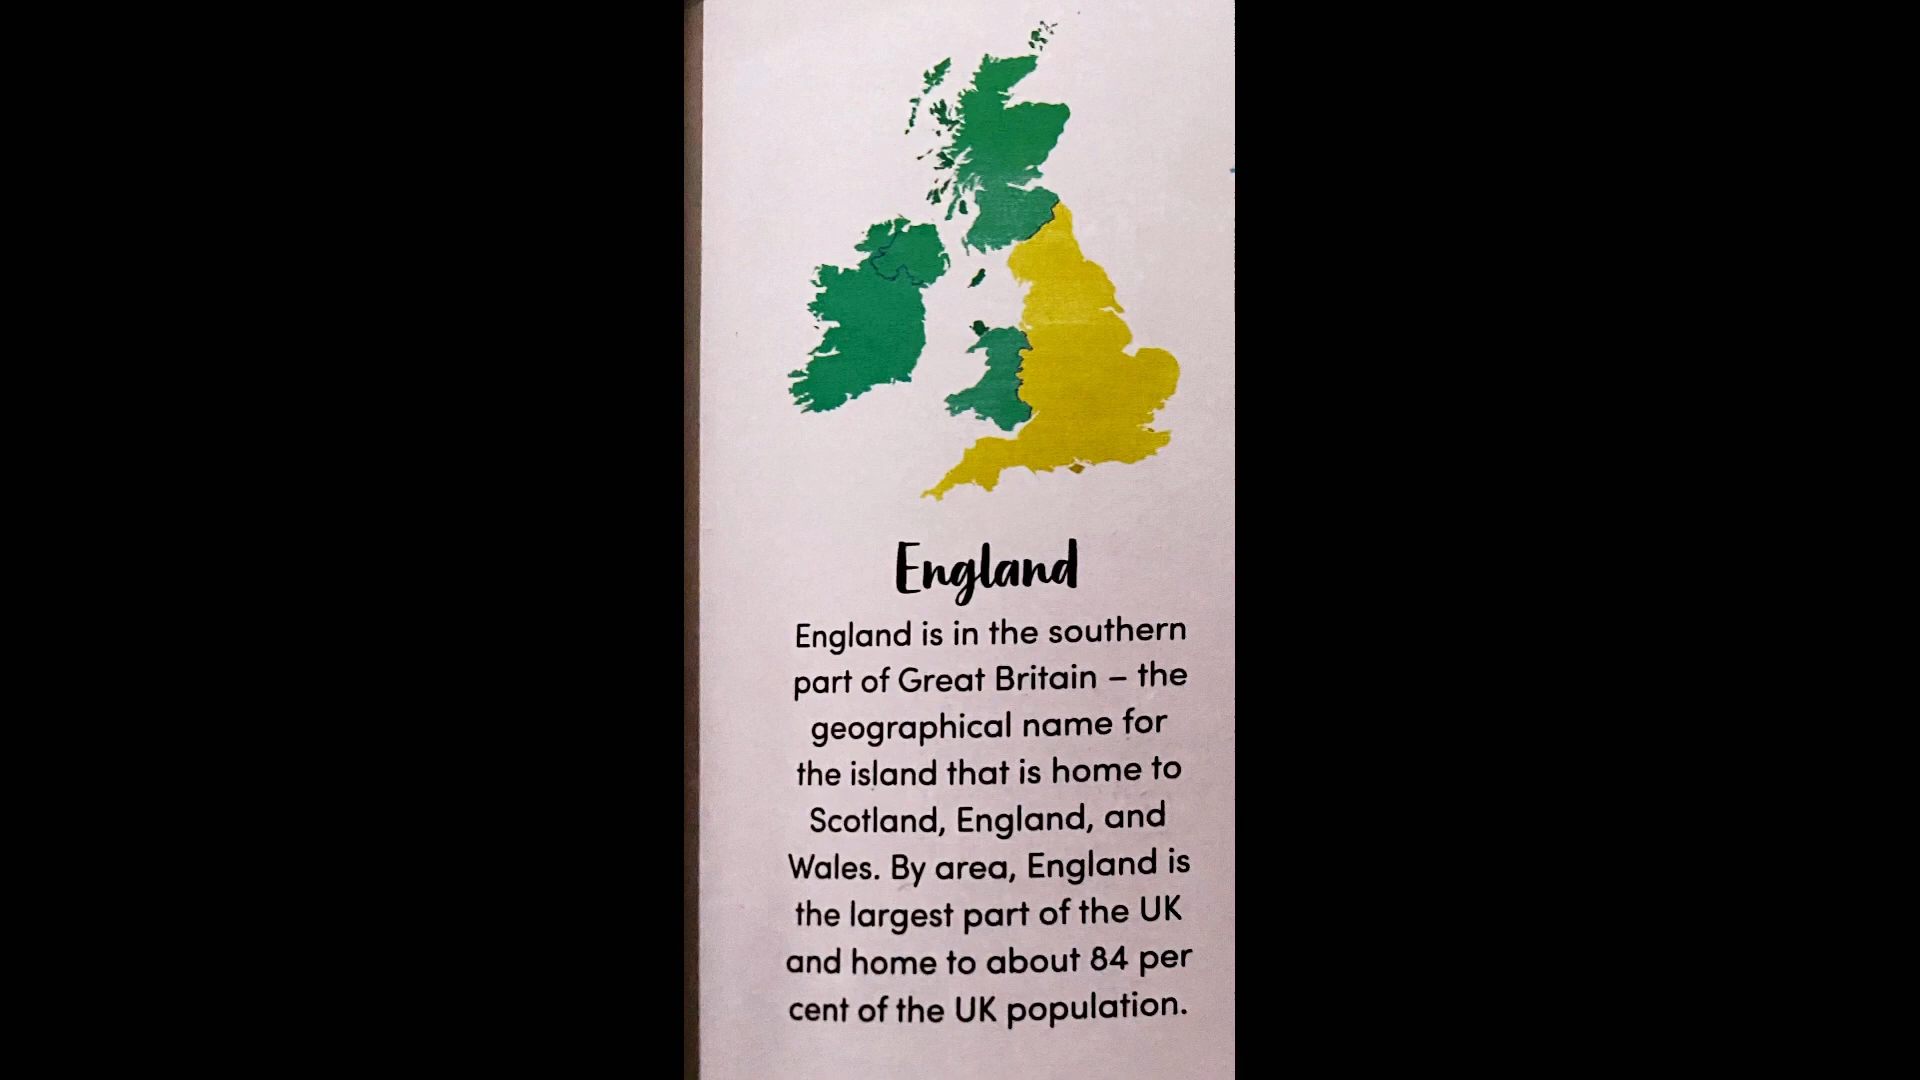 England
England is in the southern
part of Great Britain – the
geographical name for
the island that is home to
Scotland, England, and
Wales. By area, England is
the largest part of the UK
and home to about 84 per
cent of the UK population.